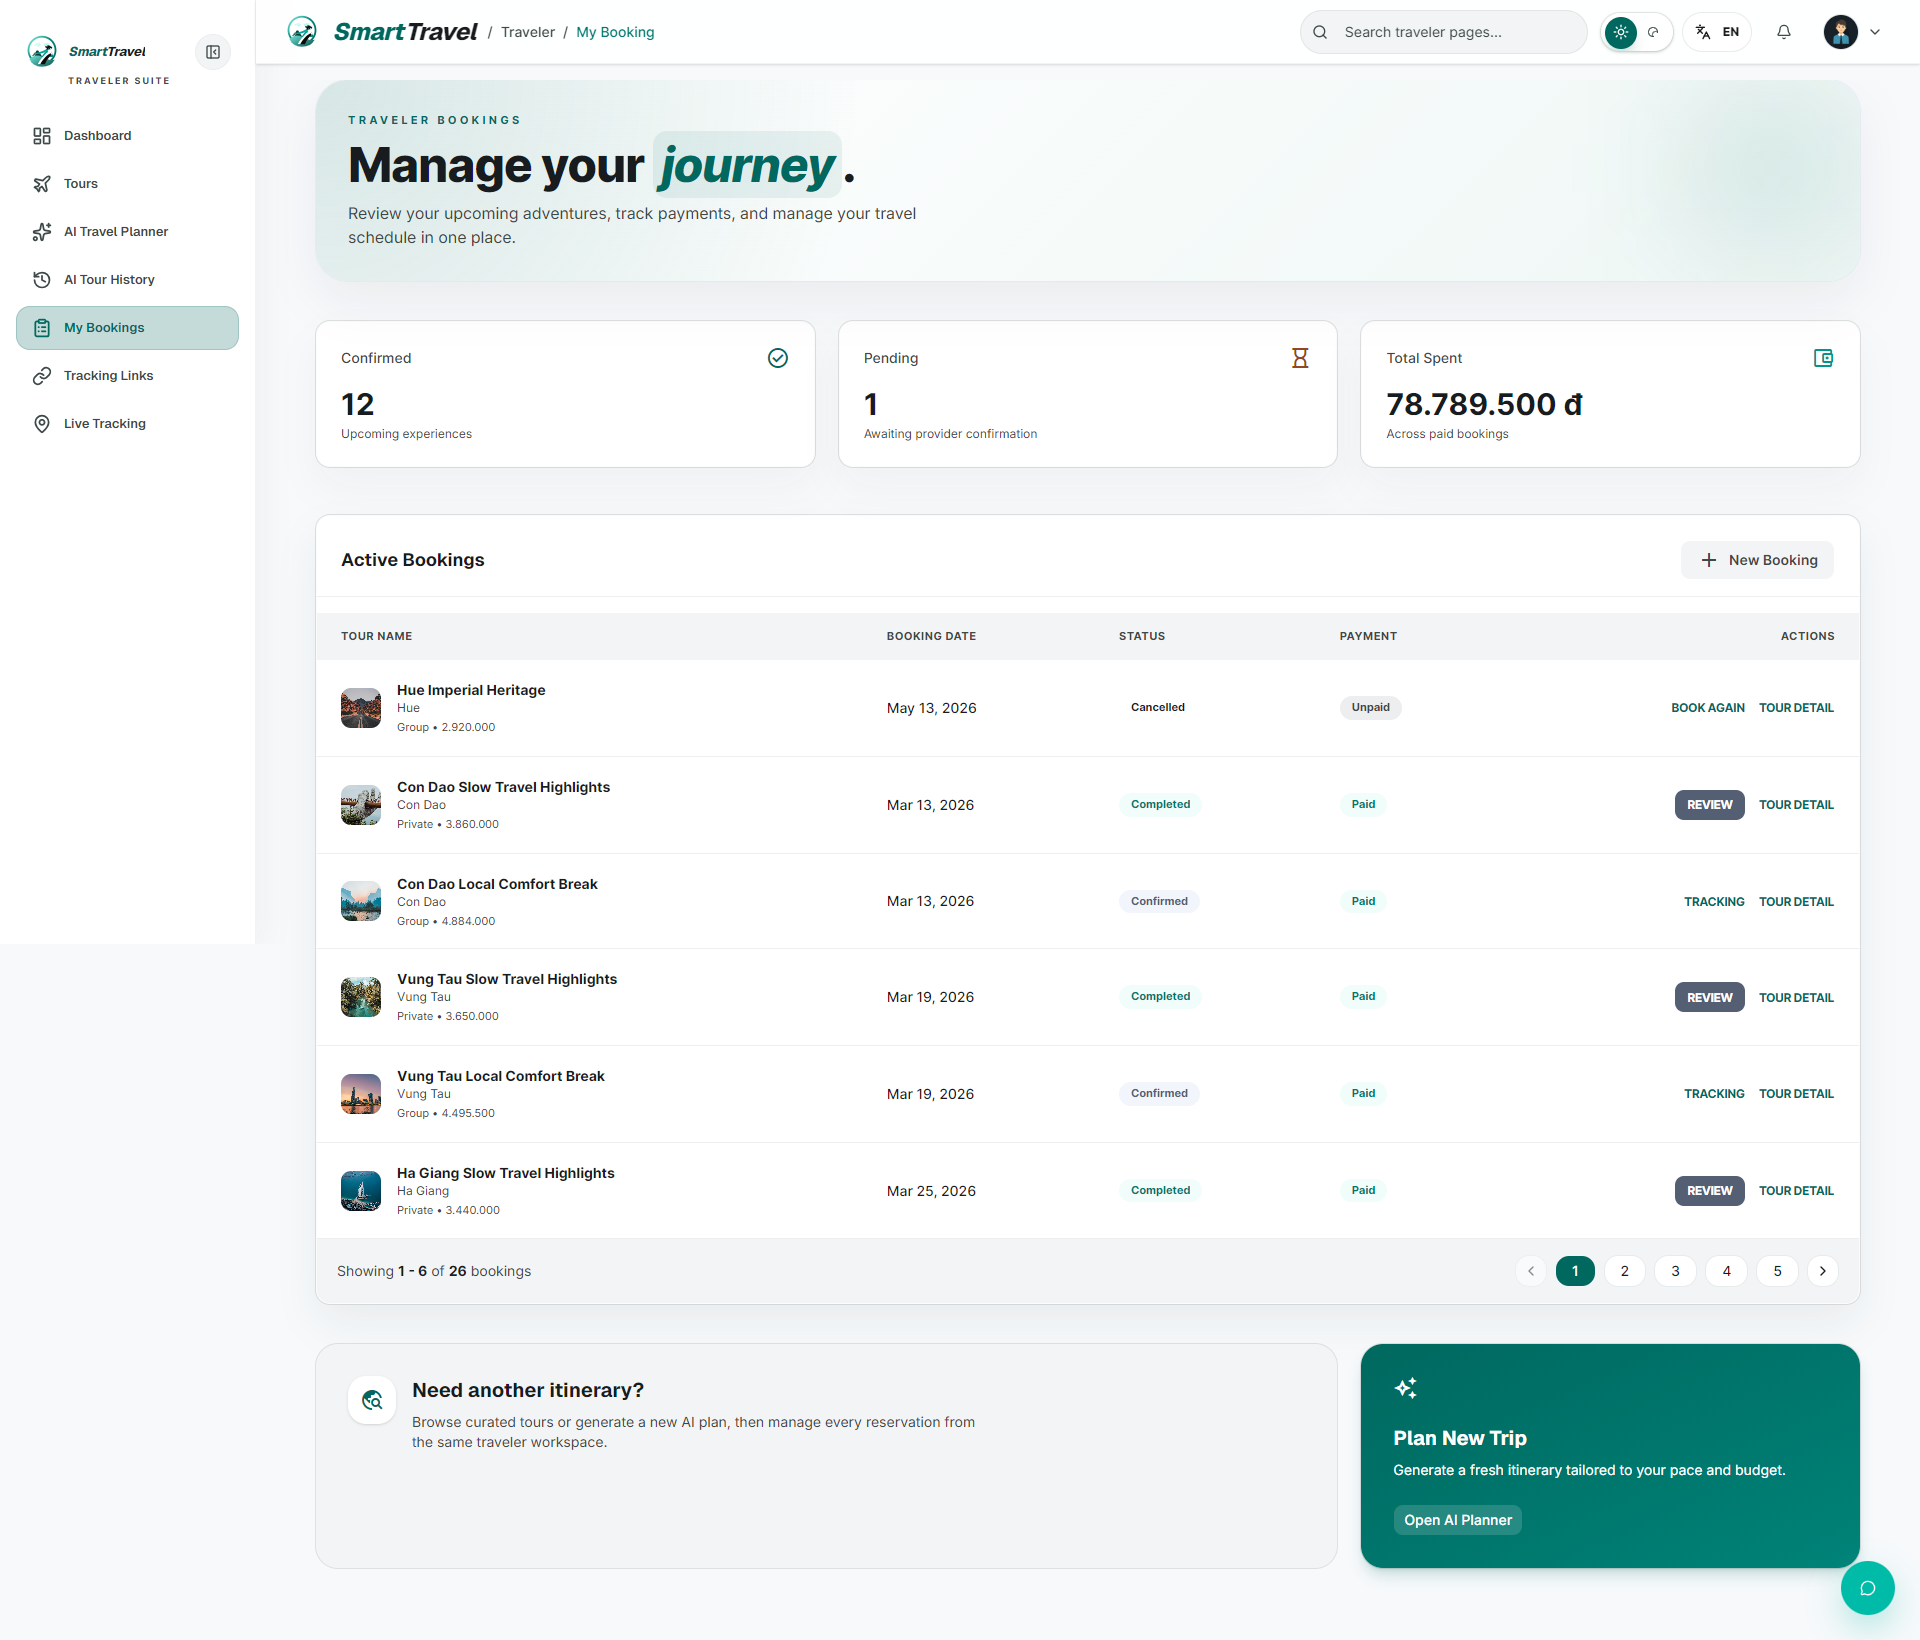 SmartTravel
TRAVELER SUITE
Dashboard
Tours
AI Travel Planner
AI Tour History
My Bookings
Tracking Links
Live Tracking
SmartTravel / Traveler / My Booking
Search traveler pages...
EN
TRAVELER BOOKINGS
Manage your journey.
Review your upcoming adventures, track payments, and manage your travel
schedule in one place.
Confirmed
12
Upcoming experiences
Pending
1
Awaiting provider confirmation
Total Spent
78.789.500 đ
Across paid bookings
Active Bookings
New Booking
TOUR NAME BOOKING DATE STATUS PAYMENT ACTIONS
Hue Imperial Heritage
Hue
Group • 2.920.000
May 13, 2026 Cancelled Unpaid BOOK AGAIN TOUR DETAIL
Con Dao Slow Travel Highlights
Con Dao
Private • 3.860.000
Mar 13, 2026 Completed Paid REVIEW TOUR DETAIL
Con Dao Local Comfort Break
Con Dao
Group • 4.884.000
Mar 13, 2026 Confirmed Paid TRACKING TOUR DETAIL
Vung Tau Slow Travel Highlights
Vung Tau
Private • 3.650.000
Mar 19, 2026 Completed Paid REVIEW TOUR DETAIL
Vung Tau Local Comfort Break
Vung Tau
Group • 4.495.500
Mar 19, 2026 Confirmed Paid TRACKING TOUR DETAIL
Ha Giang Slow Travel Highlights
Ha Giang
Private • 3.440.000
Mar 25, 2026 Completed Paid REVIEW TOUR DETAIL
Showing 1 - 6 of 26 bookings
1 2 3 4 5
Need another itinerary?
Browse curated tours or generate a new AI plan, then manage every reservation from
the same traveler workspace.
Plan New Trip
Generate a fresh itinerary tailored to your pace and budget.
Open AI Planner